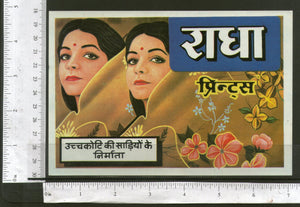 राधा
प्रिन्ट्स
उच्चकोटि की साड़ियों के
निर्माता